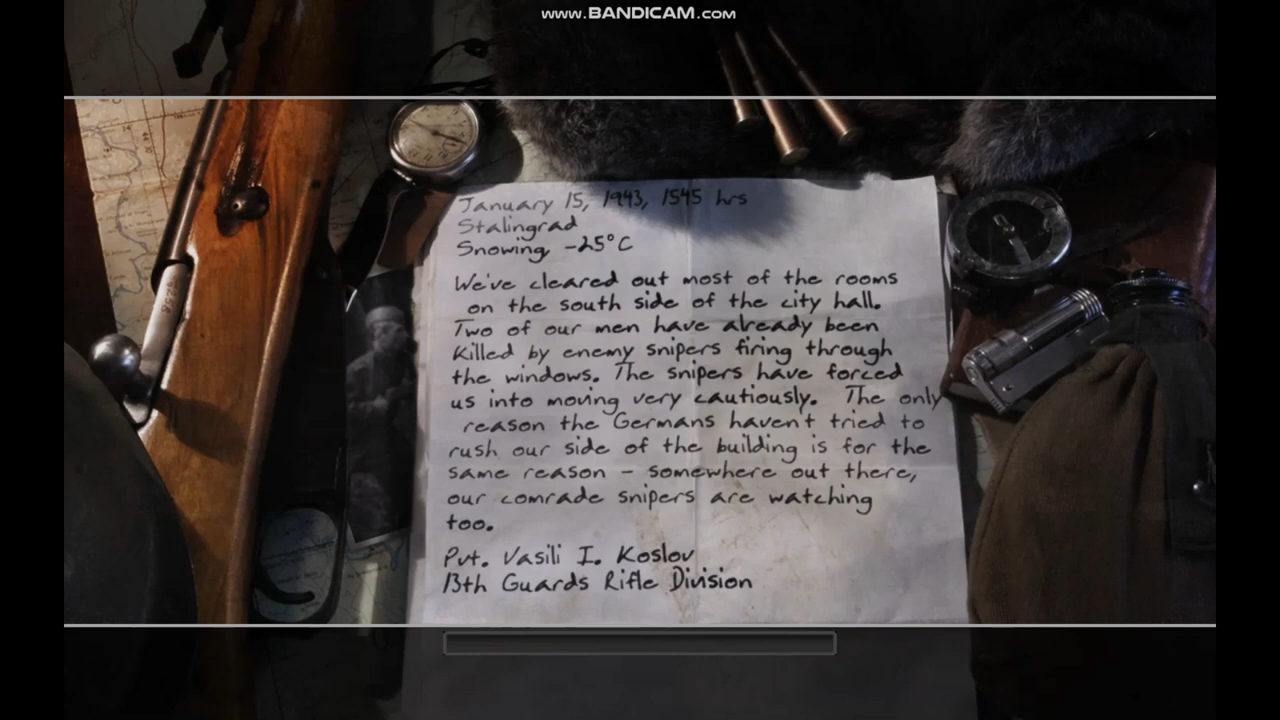 www.BANDICAM.com
January 15, 1943, 1545 hrs
Stalingrad
Snowing -25°C
We've cleared out most of the rooms
on the south side of the city hall.
Two of our men have already been
killed by enemy snipers firing through
the windows. The snipers have forced
us into moving very cautiously. The only
reason the Germans haven't tried to
rush our side of the building is for the
same reason - somewhere out there,
our comrade snipers are watching
too.
Pvt. Vasili I. Koslov
13th Guards Rifle Division